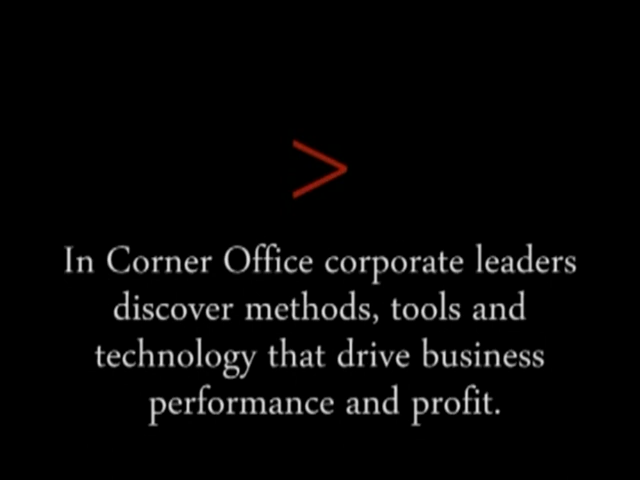 >
In Corner Office corporate leaders
discover methods, tools and
technology that drive business
performance and profit.